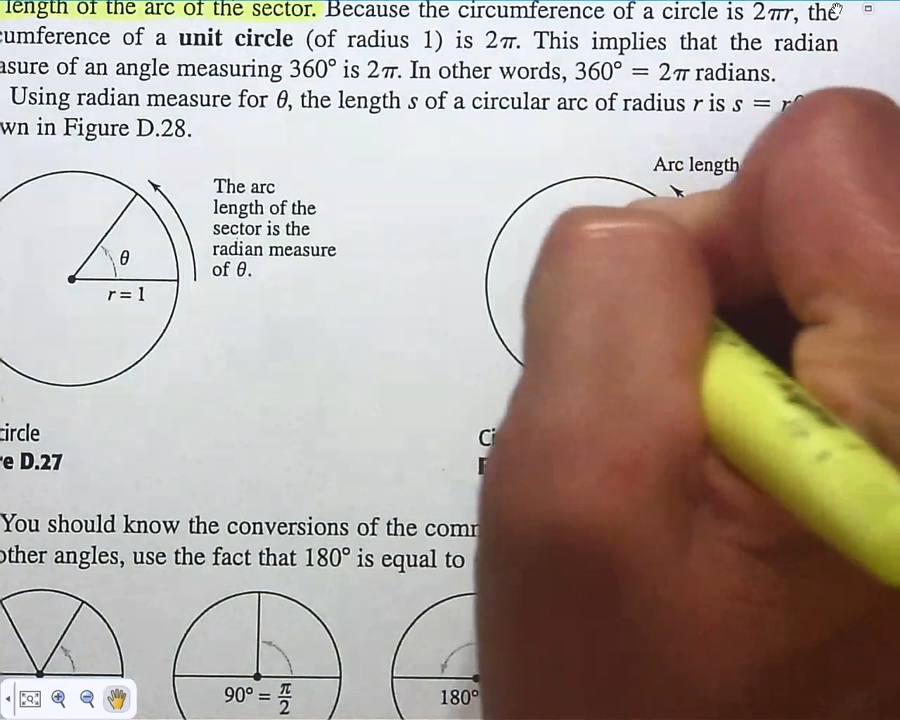 length of the arc of the sector. Because the circumference of a circle is 2πr, the
cumference of a unit circle (of radius 1) is 2π. This implies that the radian
asure of an angle measuring 360° is 2π. In other words, 360° = 2π radians.
Using radian measure for θ, the length s of a circular arc of radius r is s = r
wn in Figure D.28.
The arc
length of the
sector is the
radian measure
of θ.
θ
r = 1
Arc length
circle
e D.27
Ci
You should know the conversions of the com
other angles, use the fact that 180° is equal to
90° = π/2
180°